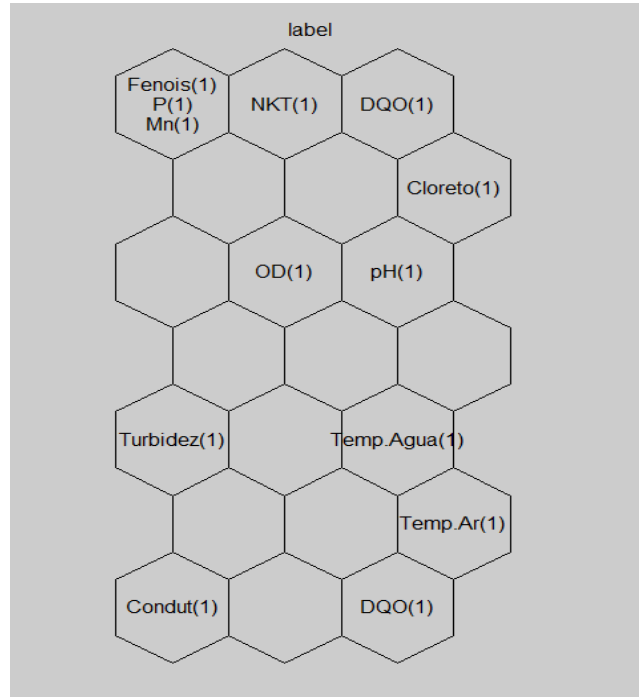 label
Fenois(1)
P(1)
Mn(1)
NKT(1)
DQO(1)
Cloreto(1)
OD(1)
pH(1)
Turbidez(1)
Temp.Agua(1)
Temp.Ar(1)
Condut(1)
DQO(1)